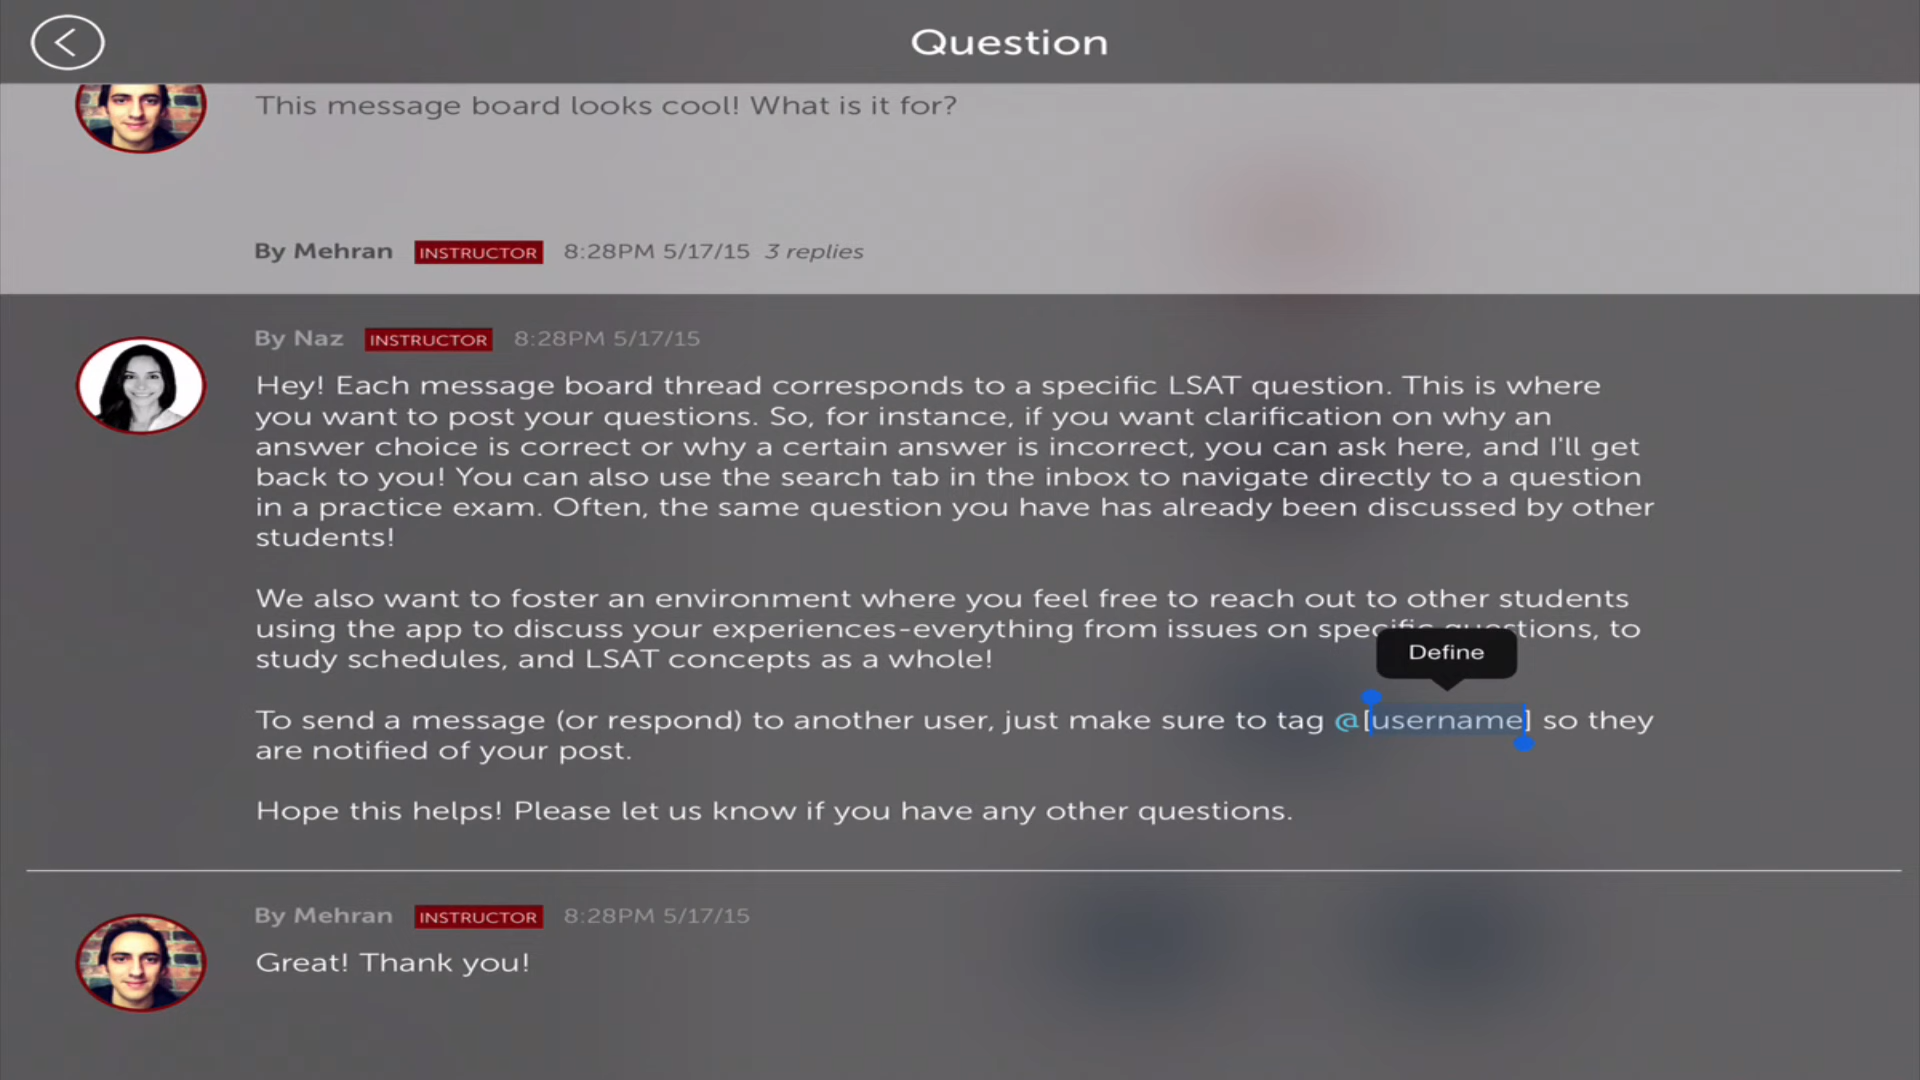 Question
This message board looks cool! What is it for?
By Mehran INSTRUCTOR 8:28PM 5/17/15 3 replies
By Naz INSTRUCTOR 8:28PM 5/17/15
Hey! Each message board thread corresponds to a specific LSAT question. This is where
you want to post your questions. So, for instance, if you want clarification on why an
answer choice is correct or why a certain answer is incorrect, you can ask here, and I'll get
back to you! You can also use the search tab in the inbox to navigate directly to a question
in a practice exam. Often, the same question you have has already been discussed by other
students!
We also want to foster an environment where you feel free to reach out to other students
using the app to discuss your experiences-everything from issues on specific questions, to
study schedules, and LSAT concepts as a whole!
Define
To send a message (or respond) to another user, just make sure to tag @[username] so they
are notified of your post.
Hope this helps! Please let us know if you have any other questions.
By Mehran INSTRUCTOR 8:28PM 5/17/15
Great! Thank you!